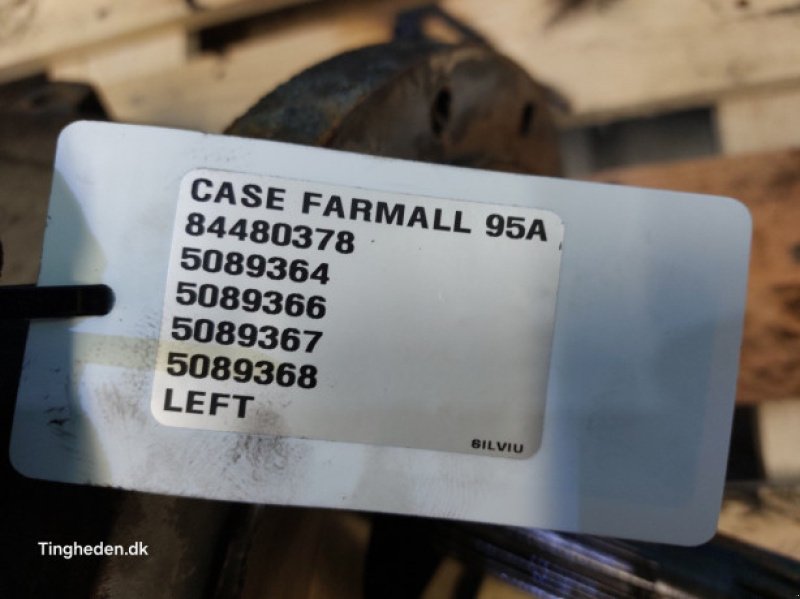 CASE FARMALL 95A
84480378
5089364
5089366
5089367
5089368
LEFT
SILVIU
Tingheden.dk